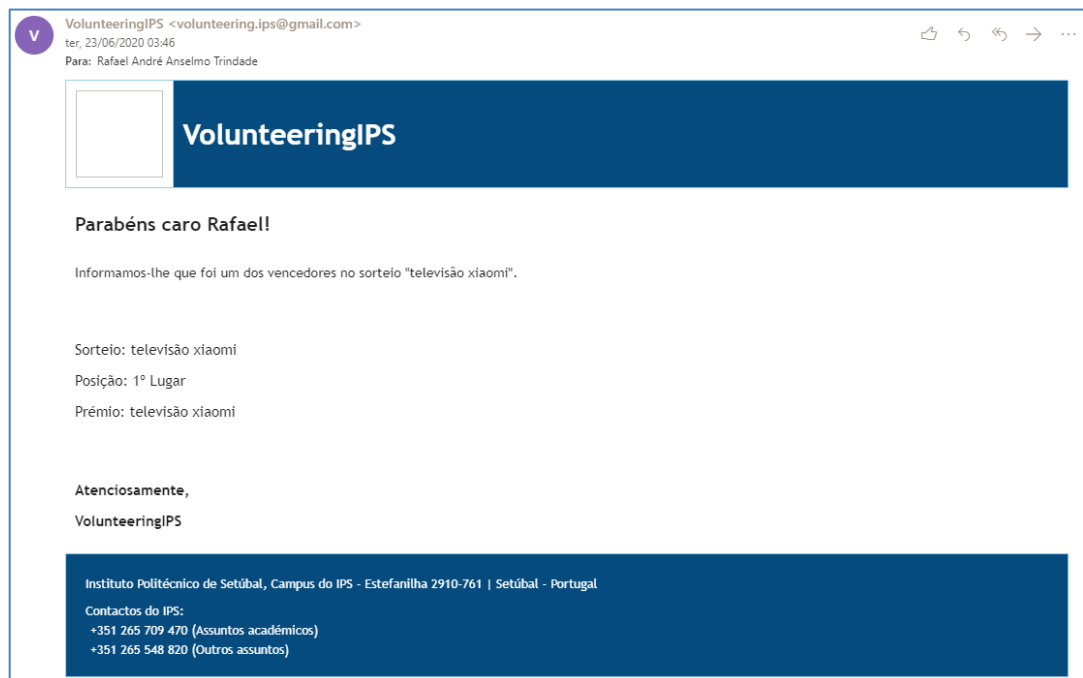 V
VolunteeringIPS <volunteering.ips@gmail.com>
ter, 23/06/2020 03:46
Para: Rafael André Anselmo Trindade
VolunteeringIPS
Parabéns caro Rafael!
Informamos-lhe que foi um dos vencedores no sorteio "televisão xiaomi".
Sorteio: televisão xiaomi
Posição: 1º Lugar
Prémio: televisão xiaomi
Atenciosamente,
VolunteeringIPS
Instituto Politécnico de Setúbal, Campus do IPS - Estefanilha 2910-761 | Setúbal - Portugal
Contactos do IPS:
+351 265 709 470 (Assuntos académicos)
+351 265 548 820 (Outros assuntos)